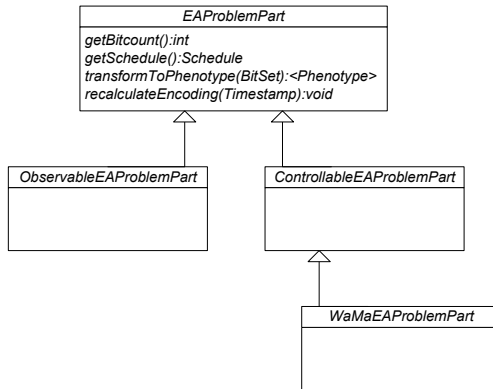 EAProblemPart
getBitcount():int
getSchedule():Schedule
transformToPhenotype(BitSet):<Phenotype>
recalculateEncoding(Timestamp):void
ObservableEAProblemPart
ControllableEAProblemPart
WaMaEAProblemPart